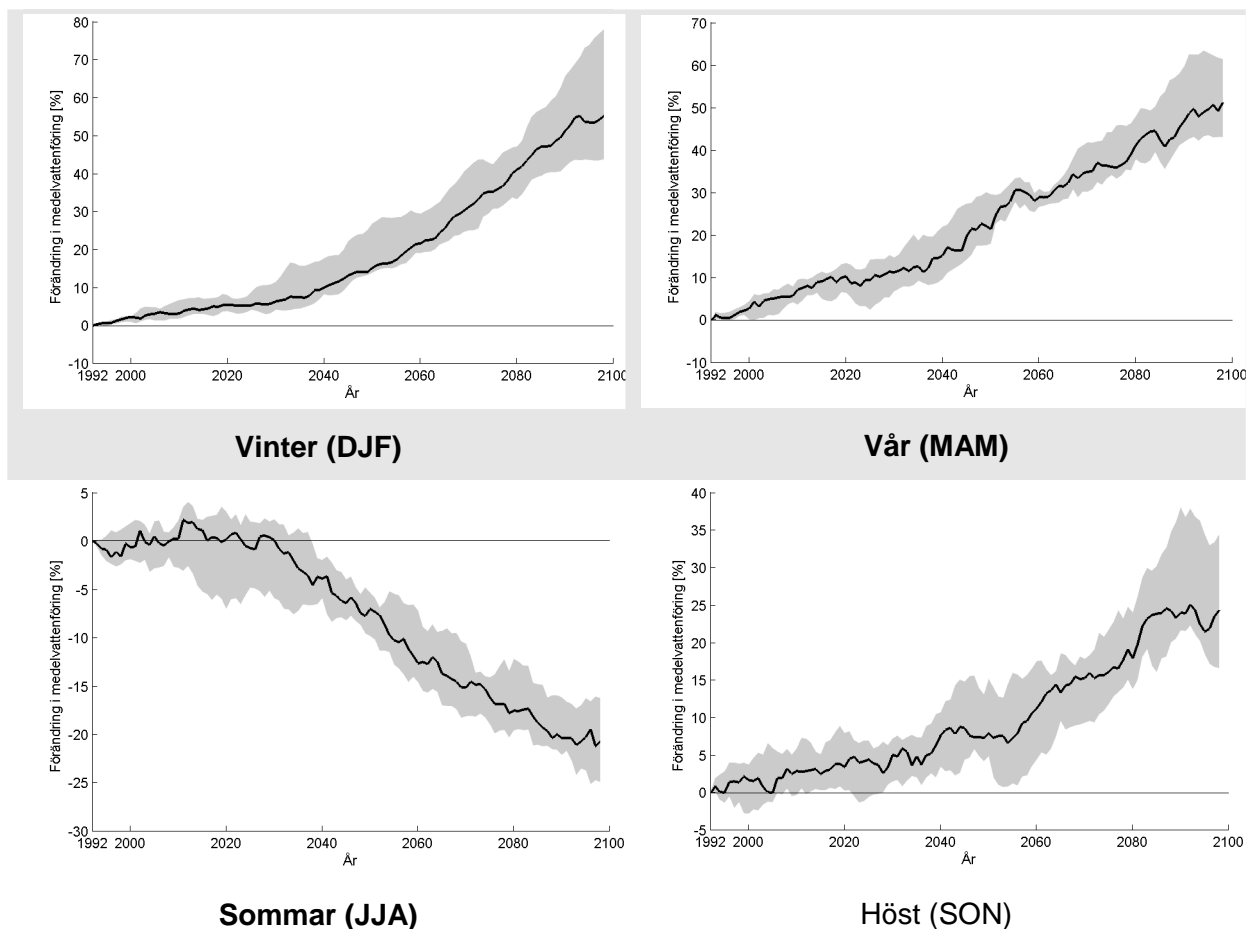 80
70
60
50
40
30
20
10
0
-10
Förändring i medelvattenföring [%]
1992 2000 2020 2040 2060 2080 2100
År
Vinter (DJF)
70
60
50
40
30
20
10
0
-10
Förändring i medelvattenföring [%]
1992 2000 2020 2040 2060 2080 2100
År
Vår (MAM)
5
0
-5
-10
-15
-20
-25
-30
Förändring i medelvattenföring [%]
1992 2000 2020 2040 2060 2080 2100
År
Sommar (JJA)
40
35
30
25
20
15
10
5
0
-5
Förändring i medelvattenföring [%]
1992 2000 2020 2040 2060 2080 2100
År
Höst (SON)